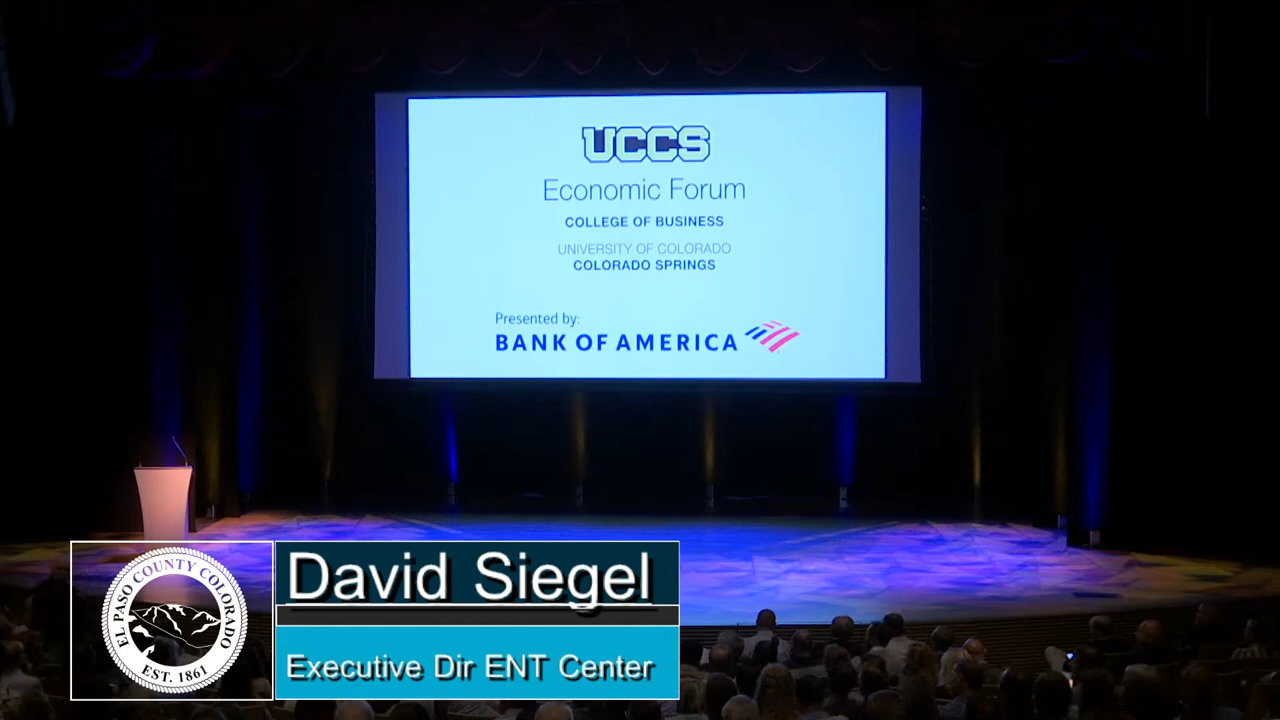 UCCS
Economic Forum
COLLEGE OF BUSINESS
UNIVERSITY OF COLORADO
COLORADO SPRINGS
Presented by:
BANK OF AMERICA
David Siegel
Executive Dir ENT Center
EL PASO COUNTY COLORADO
EST. 1861